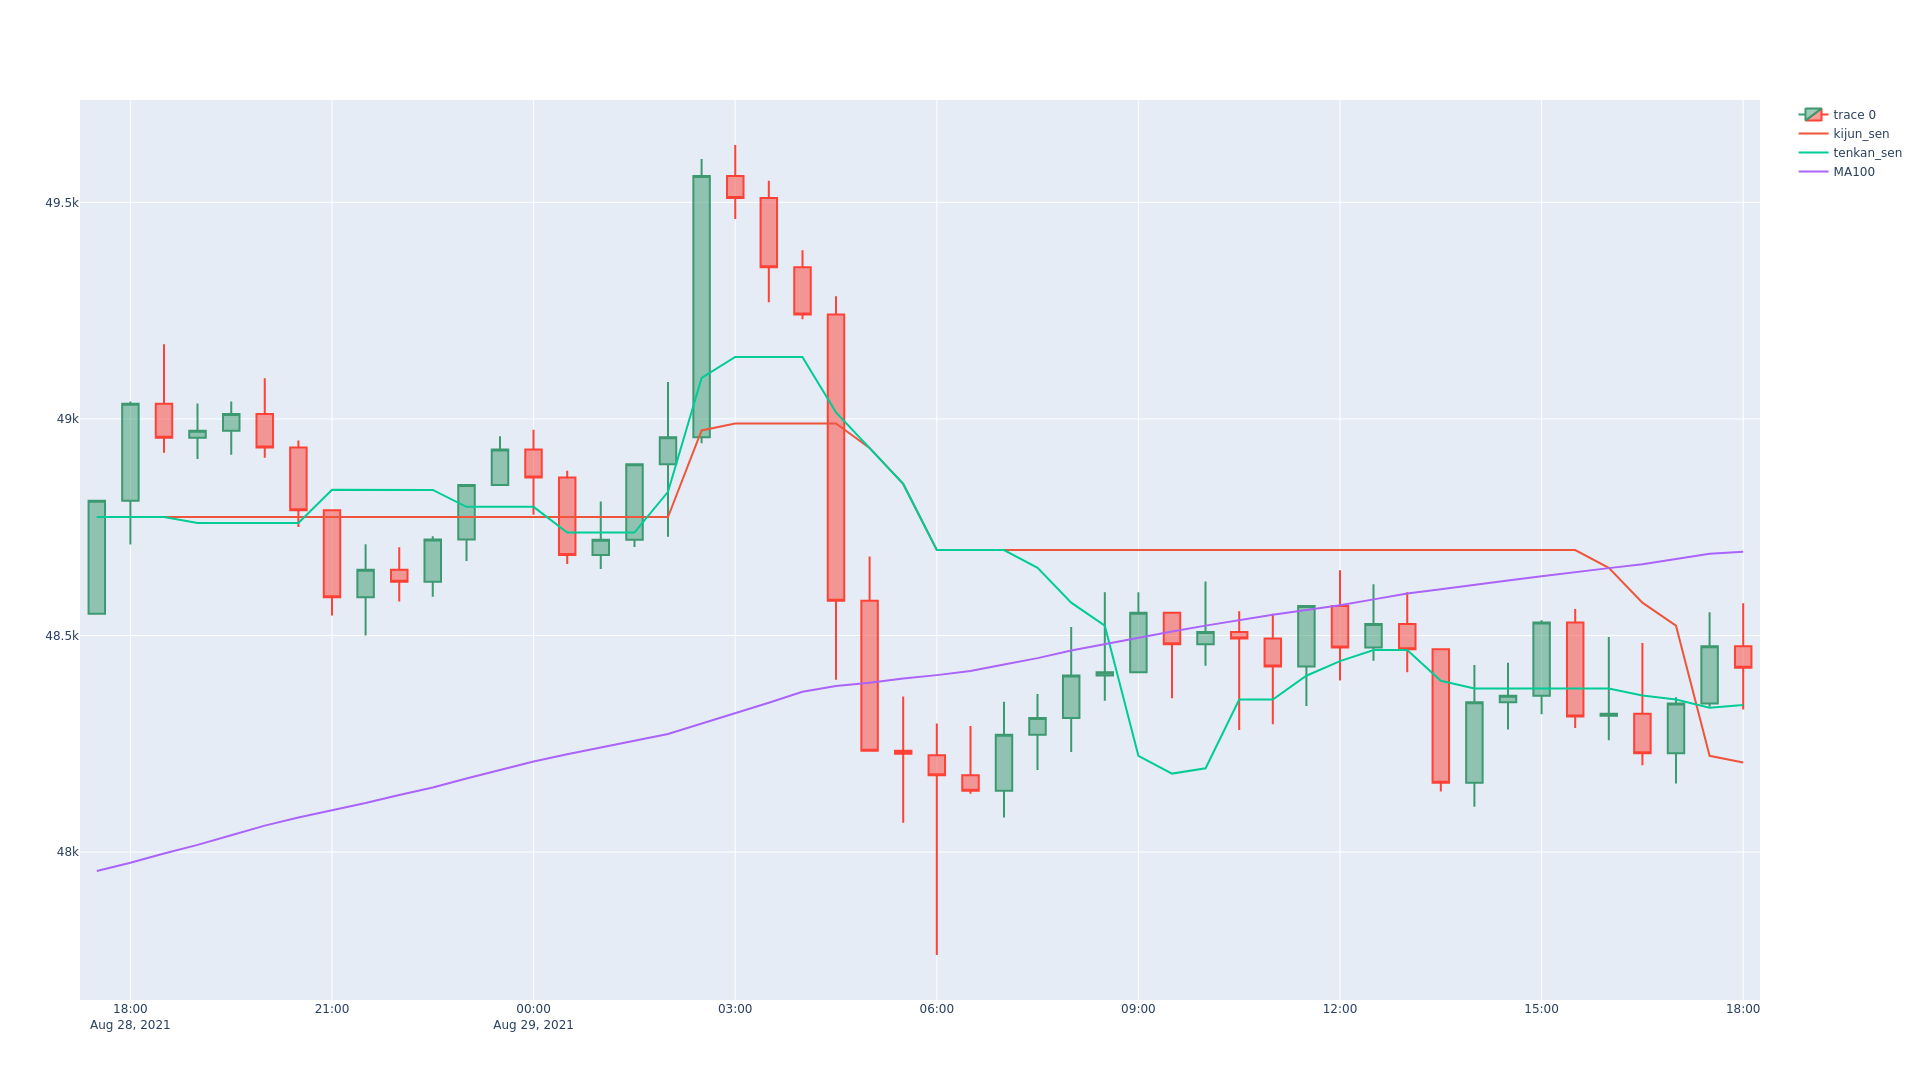 trace 0
kijun_sen
tenkan_sen
MA100
49.5k
49k
48.5k
48k
18:00 21:00 00:00 03:00 06:00 09:00 12:00 15:00 18:00
Aug 28, 2021 Aug 29, 2021